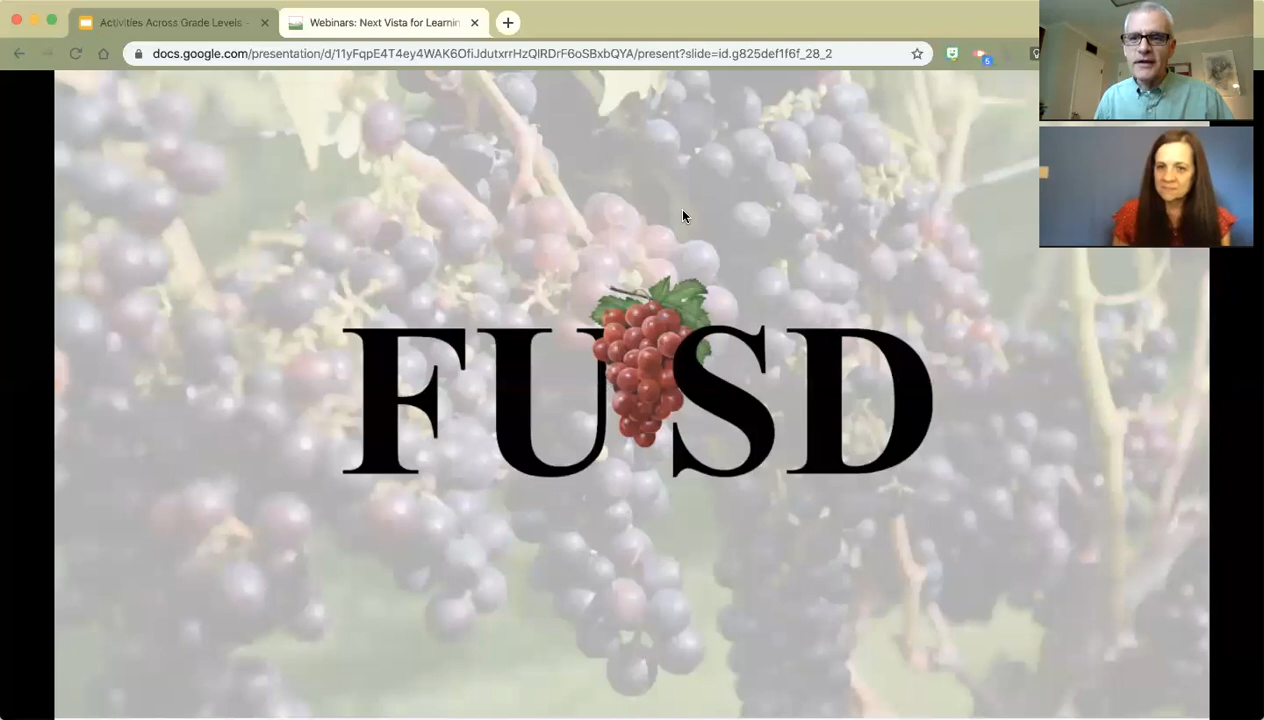 Activities Across Grade Levels -
Webinars: Next Vista for Learnin
docs.google.com/presentation/d/11yFqpE4T4ey4WAK6OfiJdutxrrHzQlRDrF6oSBxbQYA/present?slide=id.g825def1f6f_28_2
5
FUSD